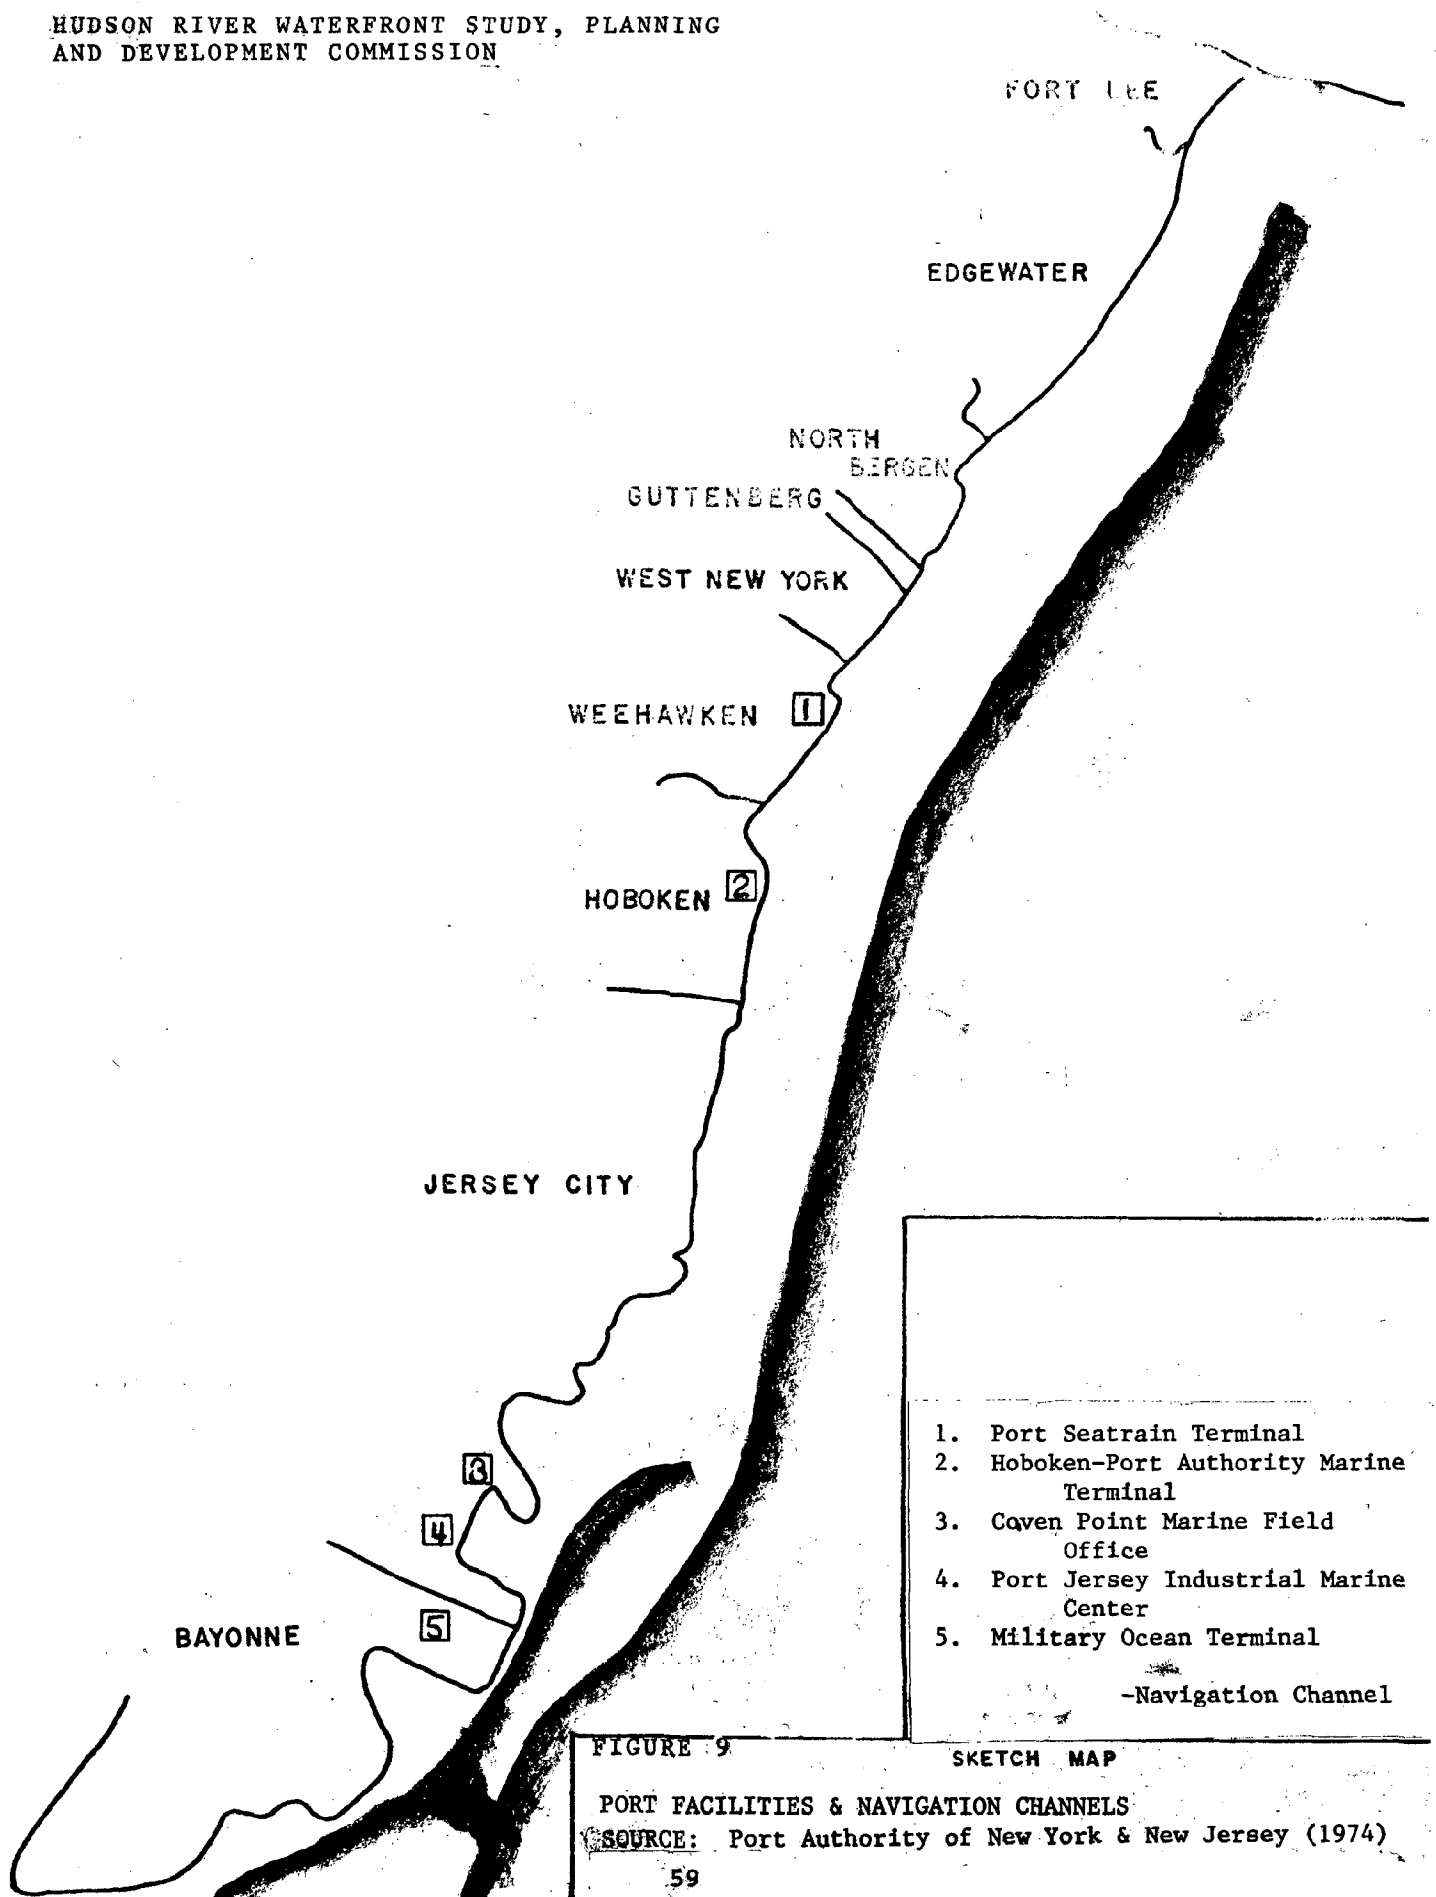 HUDSON RIVER WATERFRONT STUDY, PLANNING
AND DEVELOPMENT COMMISSION
FORT LEE
EDGEWATER
NORTH
BERGEN
GUTTENBERG
WEST NEW YORK
WEEHAWKEN
1
HOBOKEN
2
JERSEY CITY
3
4
5
BAYONNE
1. Port Seatrain Terminal
2. Hoboken-Port Authority Marine
Terminal
3. Caven Point Marine Field
Office
4. Port Jersey Industrial Marine
Center
5. Military Ocean Terminal
-Navigation Channel
FIGURE 9
SKETCH MAP
PORT FACILITIES & NAVIGATION CHANNELS
SOURCE: Port Authority of New York & New Jersey (1974)
59